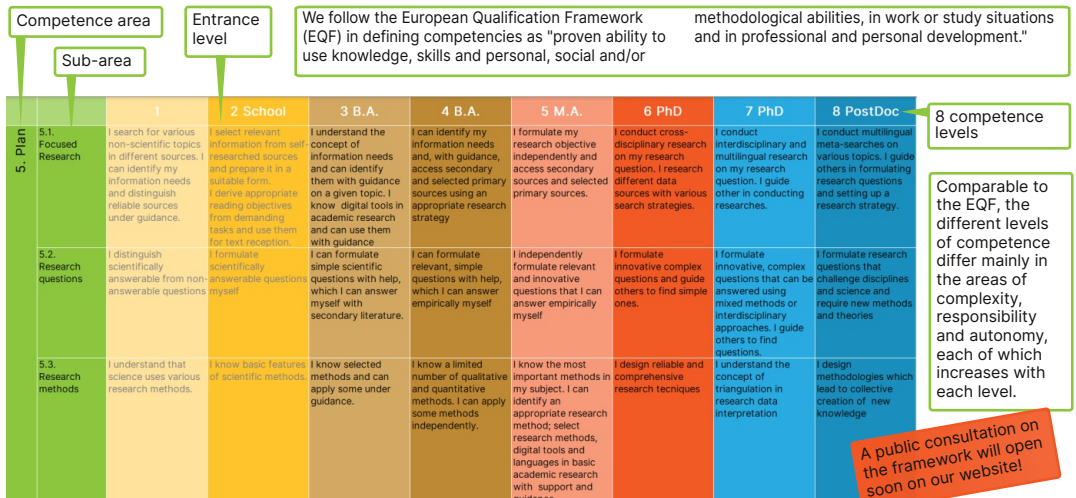 Competence area
Entrance
level
We follow the European Qualification Framework
(EQF) in defining competencies as "proven ability to
use knowledge, skills and personal, social and/or
methodological abilities, in work or study situations
and in professional and personal development."
Sub-area
1
2 School
3 B.A.
4 B.A.
5 M.A.
6 PhD
7 PhD
8 PostDoc
8 competence
levels
5. Plan
5.1.
Focused
Research
I search for various
non-scientific topics
in different sources. I
can identify my
information needs
and distinguish
reliable sources
under guidance.
I select relevant
information from self-
researched sources
and prepare it in a
suitable form.
I derive appropriate
reading objectives
from demanding
tasks and use them
for text reception.
I understand the
concept of
information needs
and can identify
them with guidance
on a given topic. I
know digital tools in
academic research
and can use them
with guidance
I can identify my
information needs
and, with guidance,
access secondary
and selected primary
sources using an
appropriate research
strategy
I formulate my
research objective
independently and
access secondary
sources and selected
primary sources.
I conduct cross-
disciplinary research
on my research
question. I research
different data
sources with various
search strategies.
I conduct
interdisciplinary and
multilingual research
on my research
question. I guide
other in conducting
researches.
I conduct multilingual
meta-searches on
various topics. I guide
others in formulating
research questions
and setting up a
research strategy.
5.2.
Research
questions
I distinguish
scientifically
answerable from non-
answerable questions
I formulate
scientifically
answerable questions
myself
I can formulate
simple scientific
questions with help,
which I can answer
myself with
secondary literature.
I can formulate
relevant, simple
questions with help,
which I can answer
empirically myself
I independently
formulate relevant
and innovative
questions that I can
answer empirically
myself
I formulate
innovative complex
questions and guide
others to find simple
ones.
I formulate
innovative, complex
questions that can be
answered using
mixed methods or
interdisciplinary
approaches. I guide
others to find
questions.
I formulate research
questions that
challenge disciplines
and science and
require new methods
and theories
5.3.
Research
methods
I understand that
science uses various
research methods.
I know basic features
of scientific methods.
I know selected
methods and can
apply some under
guidance.
I know a limited
number of qualitative
and quantitative
methods. I can apply
some methods
independently.
I know the most
important methods in
my subject. I can
identify an
appropriate research
method; select
research methods,
digital tools and
languages in basic
academic research
with support and
I design reliable and
comprehensive
research tecniques
I understand the
concept of
triangulation in
research data
interpretation
I design
methodologies which
lead to collective
creation of new
knowledge
Comparable to
the EQF, the
different levels
of competence
differ mainly in
the areas of
complexity,
responsibility
and autonomy,
each of which
increases with
each level.
A public consultation on
the framework will open
soon on our website!